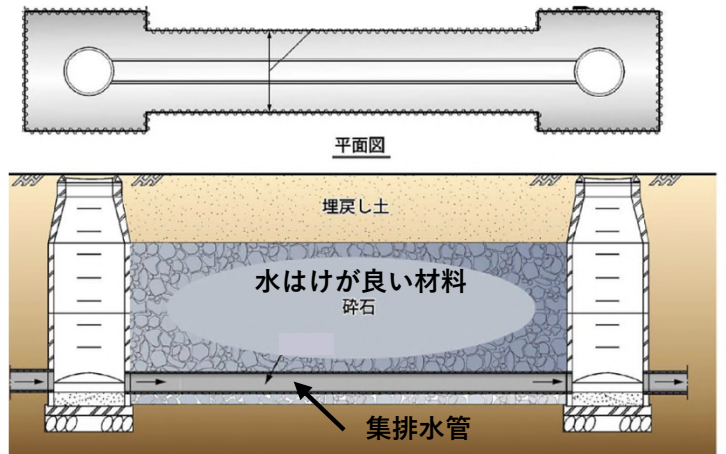 平面図
埋戻し土
水はけが良い材料
砕石
集排水管